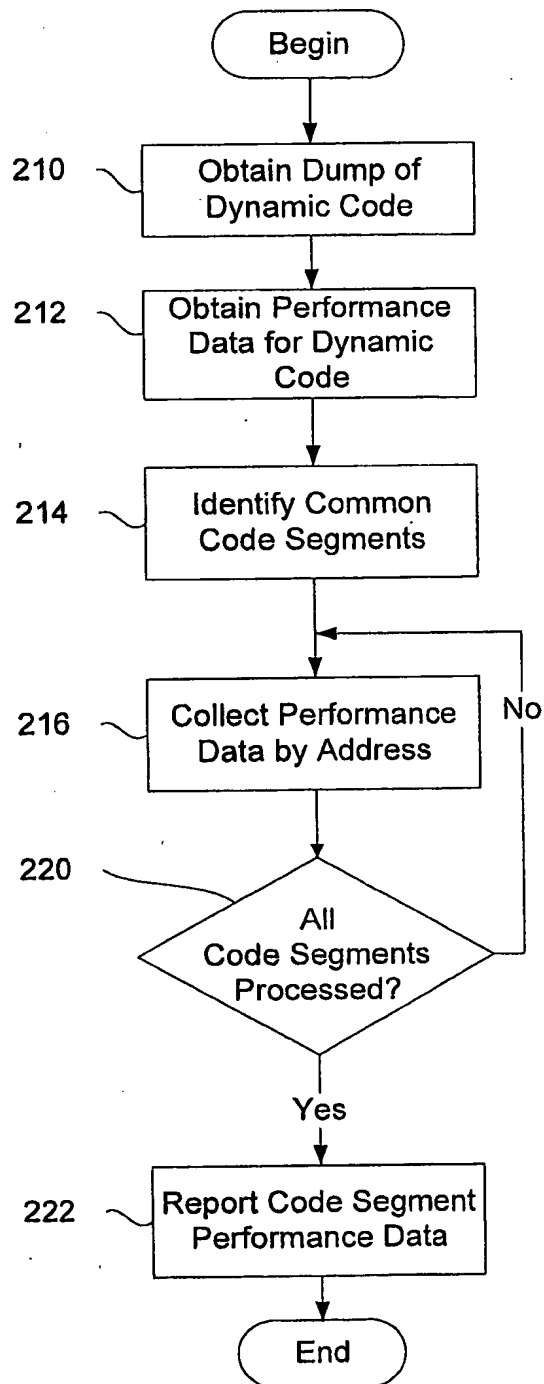 Begin
210
Obtain Dump of
Dynamic Code
212
Obtain Performance
Data for Dynamic
Code
214
Identify Common
Code Segments
216
Collect Performance
Data by Address
No
220
All
Code Segments
Processed?
Yes
222
Report Code Segment
Performance Data
End